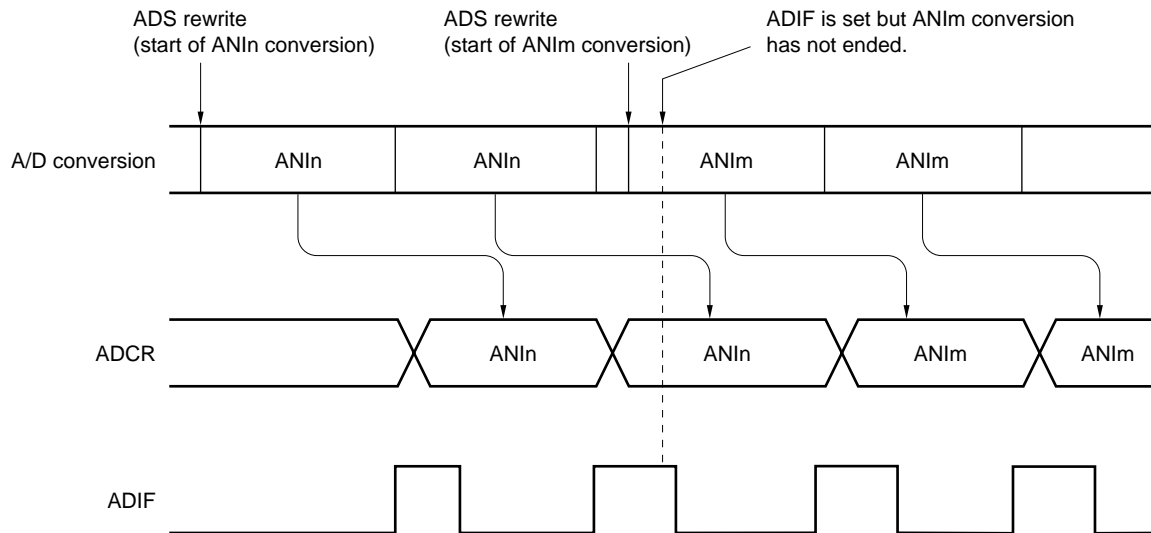 ADS rewrite
(start of ANIn conversion)
ADS rewrite
(start of ANIm conversion)
ADIF is set but ANIm conversion
has not ended.
A/D conversion
ANIn
ANIn
ANIm
ANIm
ADCR
ANIn
ANIn
ANIm
ANIm
ADIF